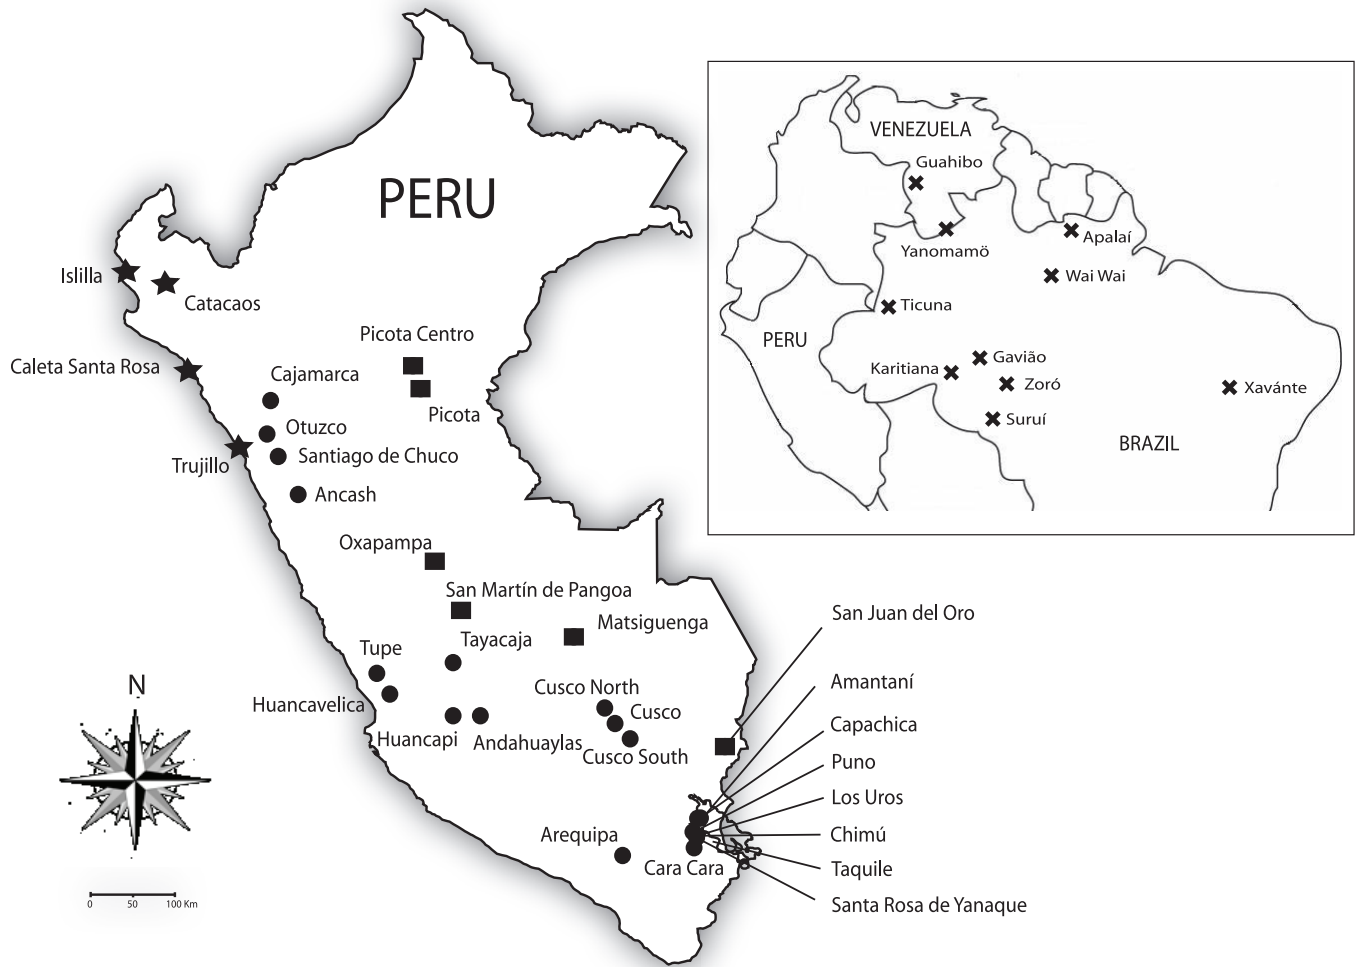 PERU
Islilla
Catacaos
Caleta Santa Rosa
Picota Centro
Cajamarca
Picota
Otuzco
Santiago de Chuco
Trujillo
Ancash
Oxapampa
San Martín de Pangoa
Matsiguenga
Tayacaja
Tupe
Huancavelica
Cusco North
Cusco
Huancapi
Andahuaylas
Cusco South
Arequipa
Cara Cara
San Juan del Oro
Amantaní
Capachica
Puno
Los Uros
Chimú
Taquile
Santa Rosa de Yanaque
N
0 50 100 Km
VENEZUELA
Guahibo
Yanomamö
Apalaí
Wai Wai
Ticuna
PERU
Gavião
Karitiana
Zoró
Xavánte
Suruí
BRAZIL